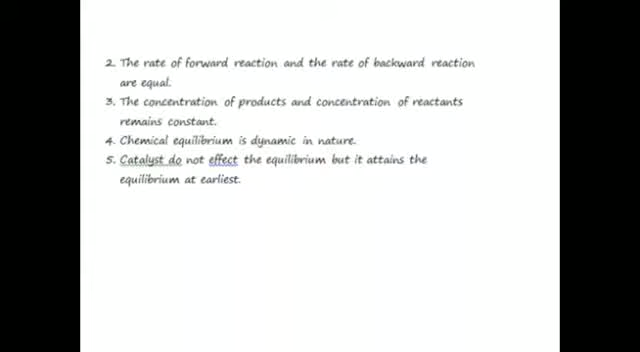 2. The rate of forward reaction and the rate of backward reaction
are equal.
3. The concentration of products and concentration of reactants
remains constant.
4. Chemical equilibrium is dynamic in nature.
5. Catalyst do not effect the equilibrium but it attains the
equilibrium at earliest.